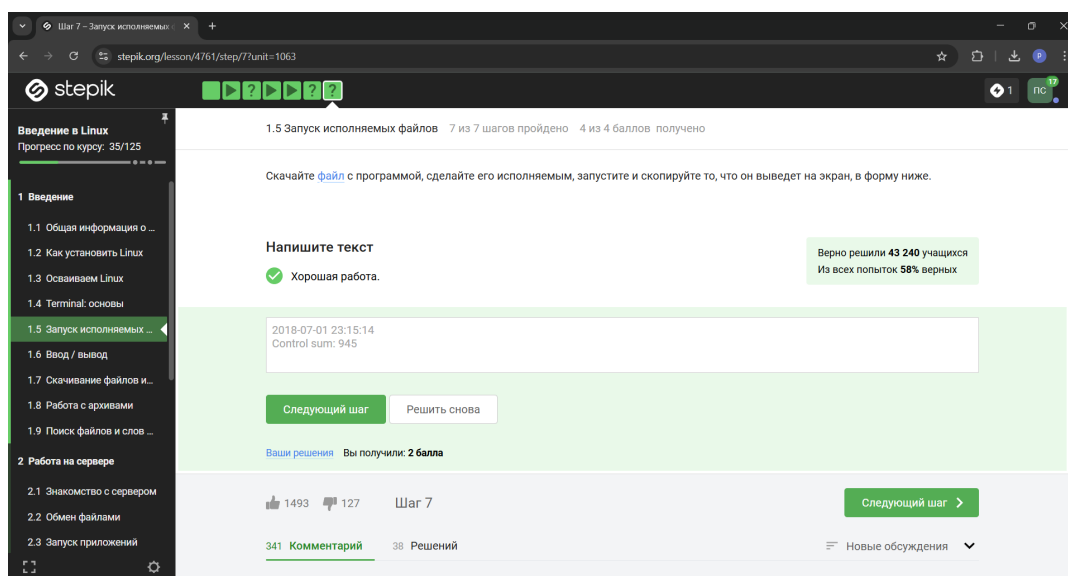 Шаг 7 – Запуск исполняемых
stepik.org/lesson/4761/step/7?unit=1063
P
stepik
? ? ?
1
ПС
17
Введение в Linux
Прогресс по курсу: 35/125
1 Введение
1.1 Общая информация о ...
1.2 Как установить Linux
1.3 Осваиваем Linux
1.4 Terminal: основы
1.5 Запуск исполняемых ...
1.6 Ввод / вывод
1.7 Скачивание файлов и...
1.8 Работа с архивами
1.9 Поиск файлов и слов ...
2 Работа на сервере
2.1 Знакомство с сервером
2.2 Обмен файлами
2.3 Запуск приложений
1.5 Запуск исполняемых файлов 7 из 7 шагов пройдено 4 из 4 баллов получено
Скачайте файл с программой, сделайте его исполняемым, запустите и скопируйте то, что он выведет на экран, в форму ниже.
Напишите текст
Хорошая работа.
Верно решили 43 240 учащихся
Из всех попыток 58% верных
2018-07-01 23:15:14
Control sum: 945
Следующий шаг
Решить снова
Ваши решения Вы получили: 2 балла
1493 127 Шаг 7
Следующий шаг
341 Комментарий 38 Решений
Новые обсуждения